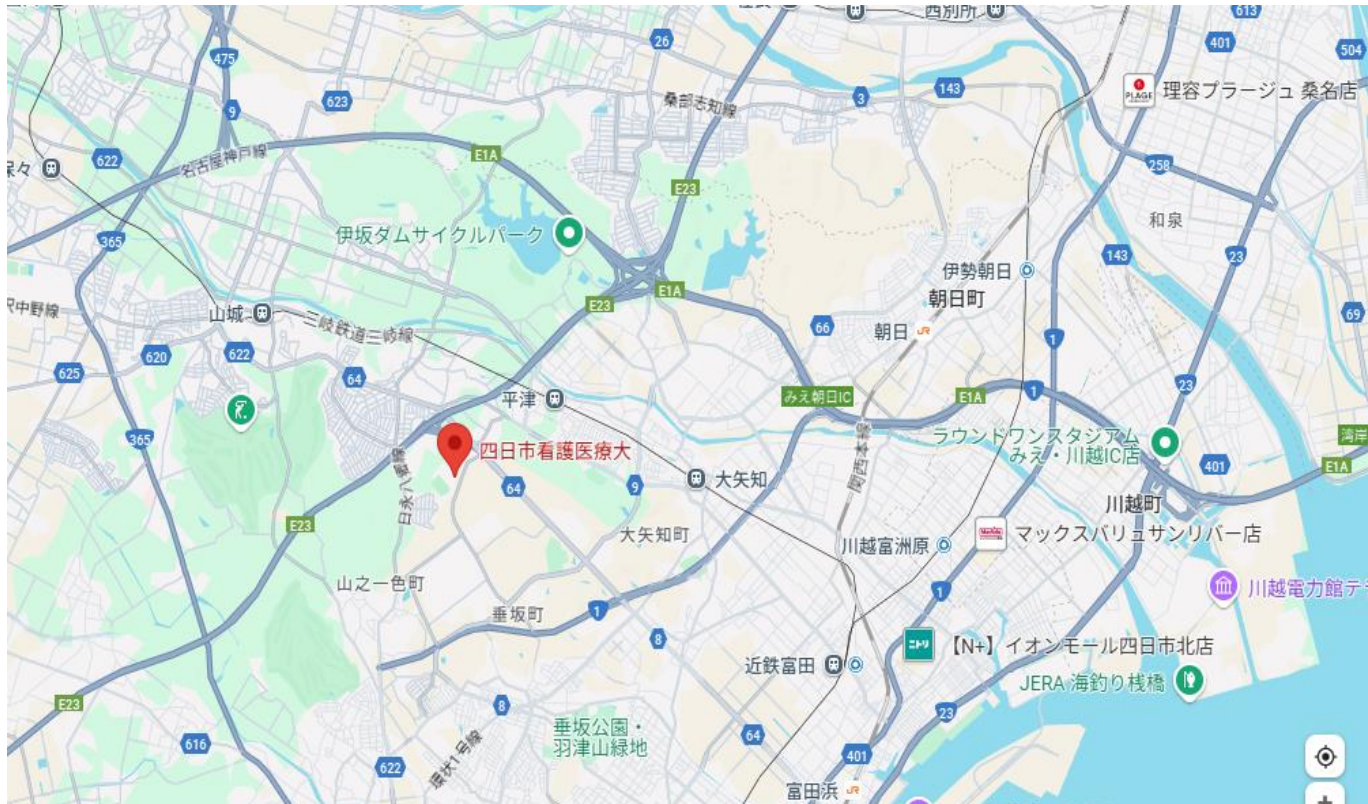 西別所
613
26
401
504
475
9
623
143
3
桑部志知線
PLAGE
理容プラージュ 桑名店
622
名古屋神戸線
E1A
258
E23
和泉
365
伊坂ダムサイクルパーク
143
23
伊勢朝日
朝日町
E1A
E23
69
山城
三岐鉄道三岐線
66
朝日
JR
1
620
622
625
64
23
平津
みえ朝日IC
E1A
1
365
四日市看護医療大
ラウンドワンスタジアム
みえ・川越IC店
湾岸
401
E1A
日永八郷線
64
9
大矢知
関西本線
川越町
E23
大矢知町
川越富洲原
マックスバリュサンリバー店
山之一色町
垂坂町
1
1
川越電力館テラ
8
ニトリ
【N+】イオンモール四日市北店
近鉄富田
JERA 海釣り桟橋
E23
8
垂坂公園・
羽津山緑地
23
616
64
401
622
環状1号線
富田浜
JR